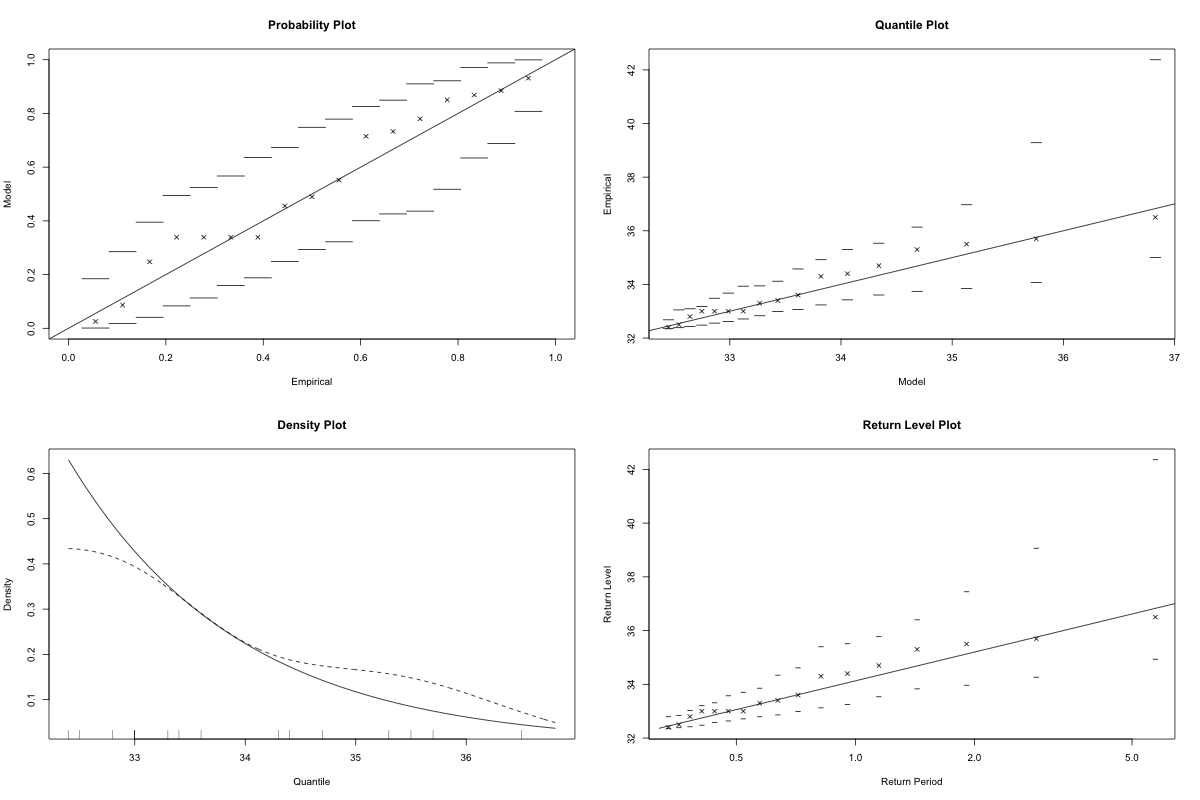 Probability Plot
Model
0.0 0.2 0.4 0.6 0.8 1.0
0.0 0.2 0.4 0.6 0.8 1.0
Empirical
Quantile Plot
Empirical
32 34 36 38 40 42
33 34 35 36 37
Model
Density Plot
Density
0.1 0.2 0.3 0.4 0.5 0.6
33 34 35 36
Quantile
Return Level Plot
Return Level
32 34 36 38 40 42
0.5 1.0 2.0 5.0
Return Period